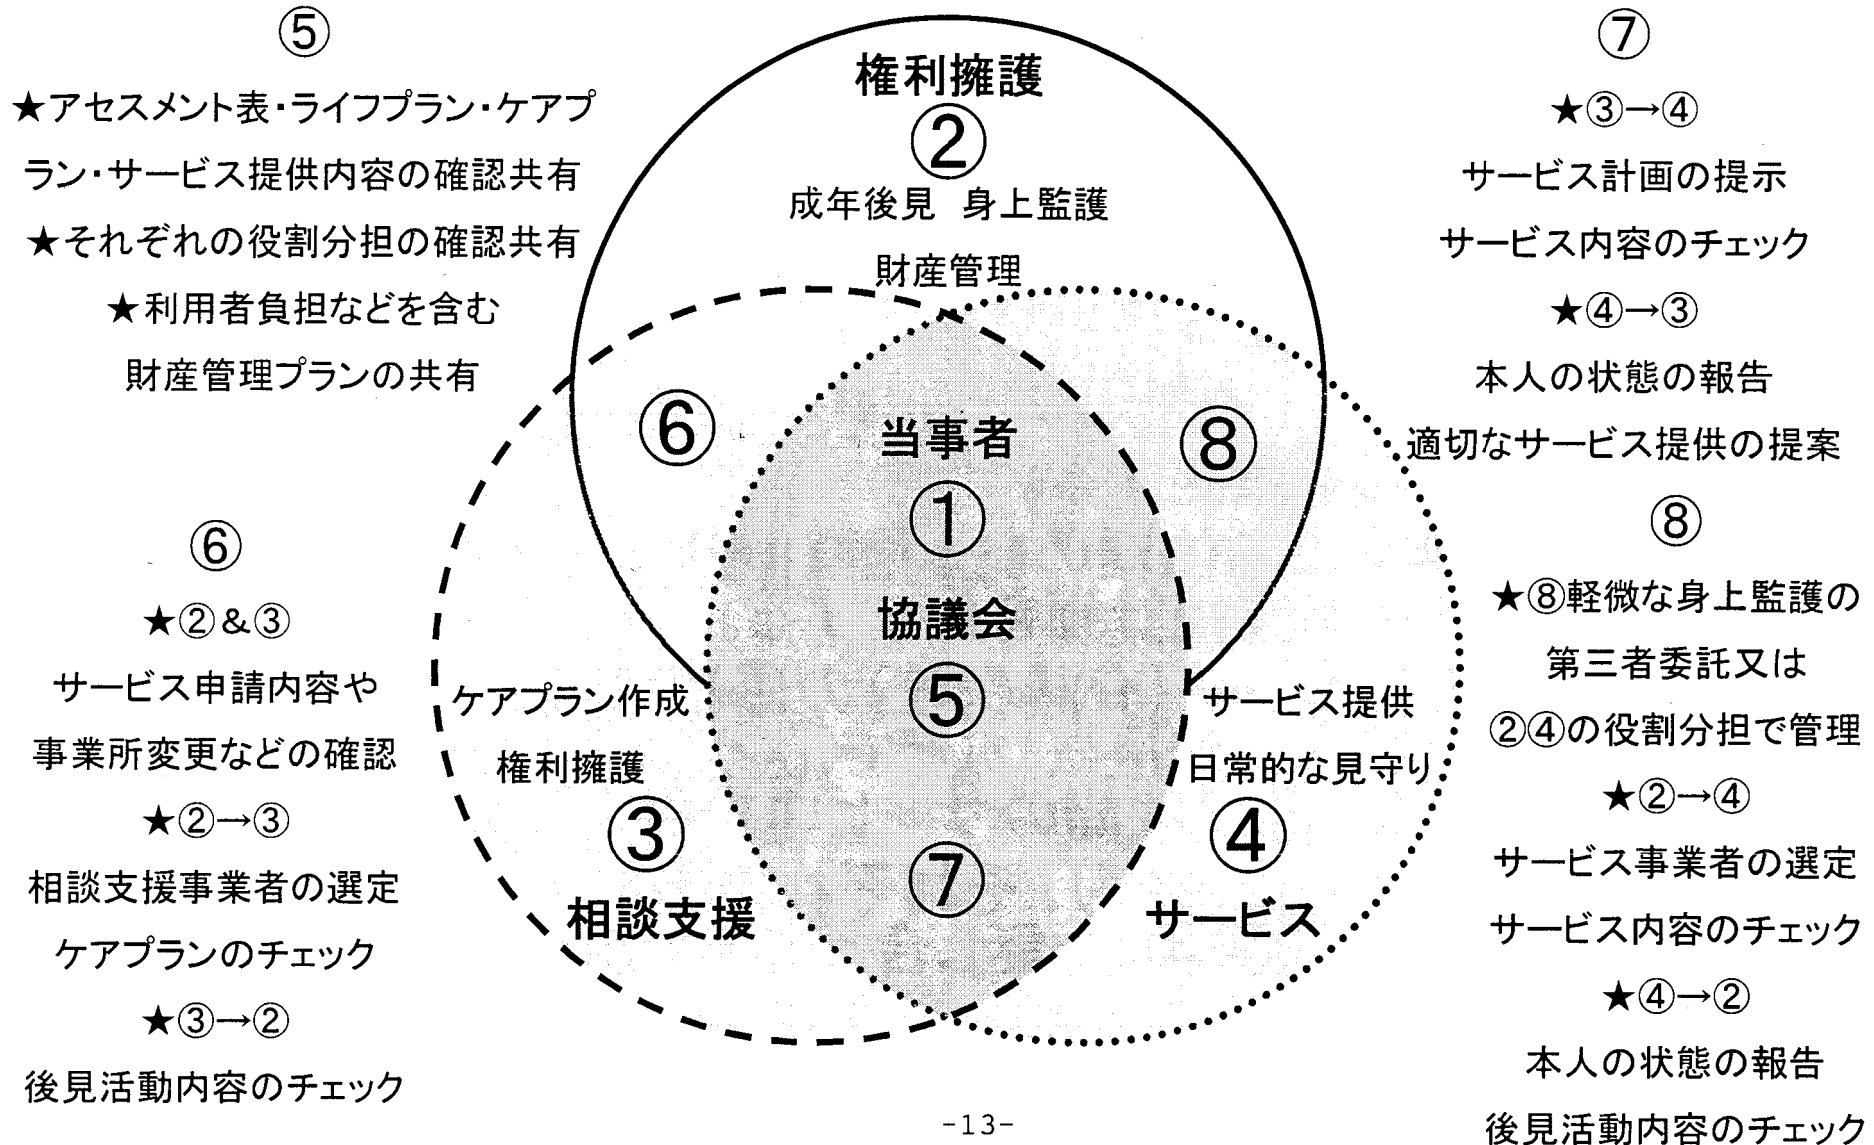 ⑤
★アセスメント表・ライフプラン・ケアプ
ラン・サービス提供内容の確認共有
★それぞれの役割分担の確認共有
★利用者負担などを含む
財産管理プランの共有
⑥
★②&③
サービス申請内容や
事業所変更などの確認
★②→③
相談支援事業者の選定
ケアプランのチェック
★③→②
後見活動内容のチェック
権利擁護
②
成年後見 身上監護
財産管理
⑥
当事者
①
⑧
協議会
⑤
ケアプラン作成
権利擁護
③
相談支援
⑦
サービス提供
日常的な見守り
④
サービス
⑦
★③→④
サービス計画の提示
サービス内容のチェック
★④→③
本人の状態の報告
適切なサービス提供の提案
⑧
★⑧軽微な身上監護の
第三者委託又は
②④の役割分担で管理
★②→④
サービス事業者の選定
サービス内容のチェック
★④→②
本人の状態の報告
後見活動内容のチェック
-13-